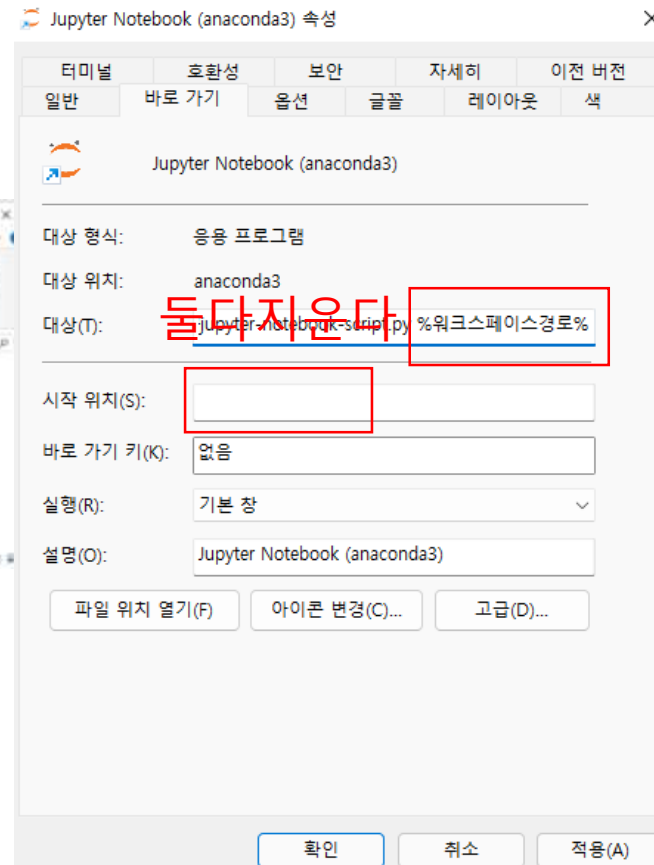 Jupyter Notebook (anaconda3) 속성
터미널 호환성 보안 자세히 이전 버전
일반 바로 가기 옵션 글꼴 레이아웃 색
Jupyter Notebook (anaconda3)
대상 형식: 응용 프로그램
대상 위치: anaconda3
둘다지운다
대상(T): jupyter-notebook-script.py %워크스페이스경로%
시작 위치(S):
바로 가기 키(K): 없음
실행(R): 기본 창
설명(O): Jupyter Notebook (anaconda3)
파일 위치 열기(F) 아이콘 변경(C)... 고급(D)...
확인 취소 적용(A)